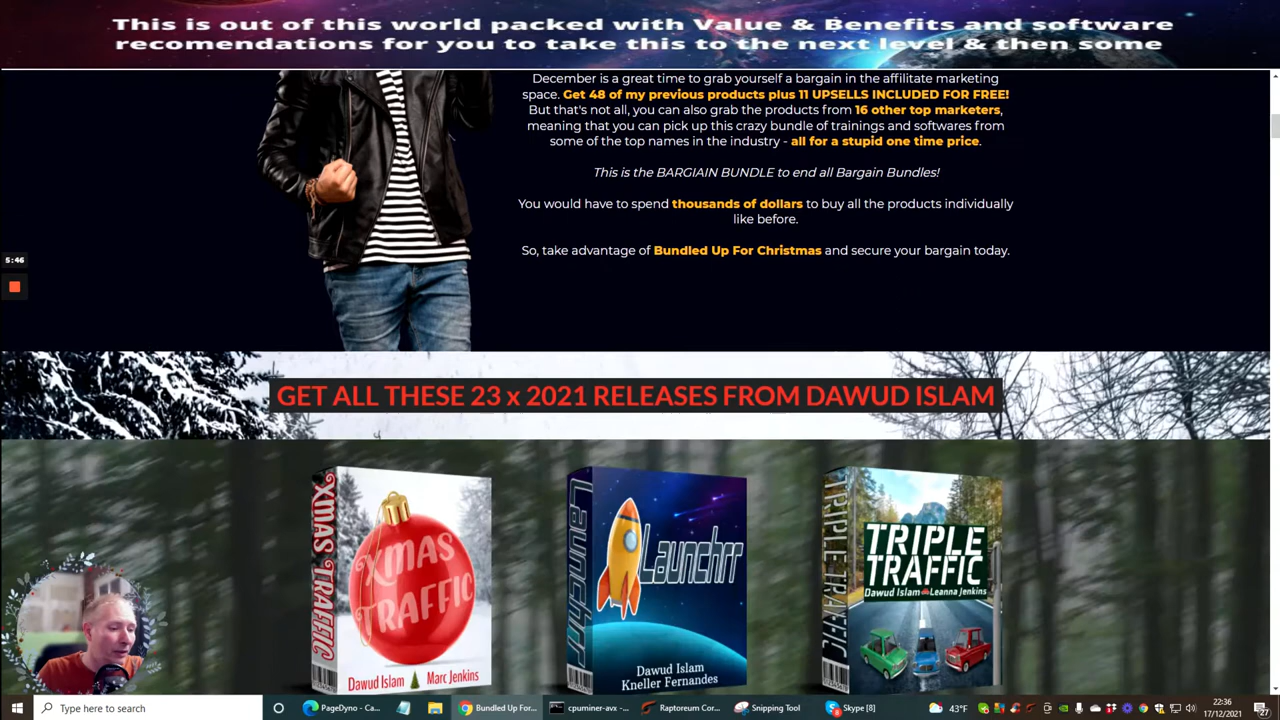 This is out of this world packed with Value & Benefits and software
recomendations for you to take this to the next level & then some
December is a great time to grab yourself a bargain in the affilitate marketing
space. Get 48 of my previous products plus 11 UPSELLS INCLUDED FOR FREE!
But that's not all, you can also grab the products from 16 other top marketers,
meaning that you can pick up this crazy bundle of trainings and softwares from
some of the top names in the industry - all for a stupid one time price.
This is the BARGIAIN BUNDLE to end all Bargain Bundles!
You would have to spend thousands of dollars to buy all the products individually
like before.
So, take advantage of Bundled Up For Christmas and secure your bargain today.
5:46
GET ALL THESE 23 x 2021 RELEASES FROM DAWUD ISLAM
XMAS TRAFFIC
XMAS
TRAFFIC
Dawud Islam Marc Jenkins
Launchrr
Launchrr
Dawud Islam
Kneller Fernandes
TRIPLE TRAFFIC
TRIPLE
TRAFFIC
Dawud Islam Leanna Jenkins
Type here to search
PageDyno - Ca...
Bundled Up For...
cpuminer-avx -...
Raptoreum Cor...
Snipping Tool
Skype [8]
43°F
22:36
17/12/2021
27